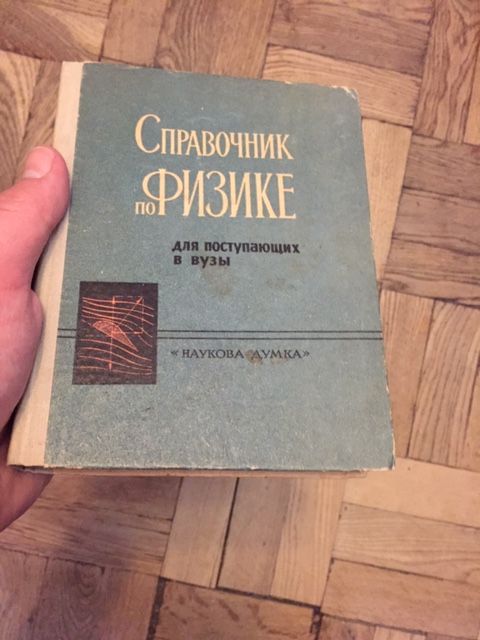 Справочник
по ФИЗИКЕ
для поступающих
в вузы
«НАУКОВА ДУМКА»